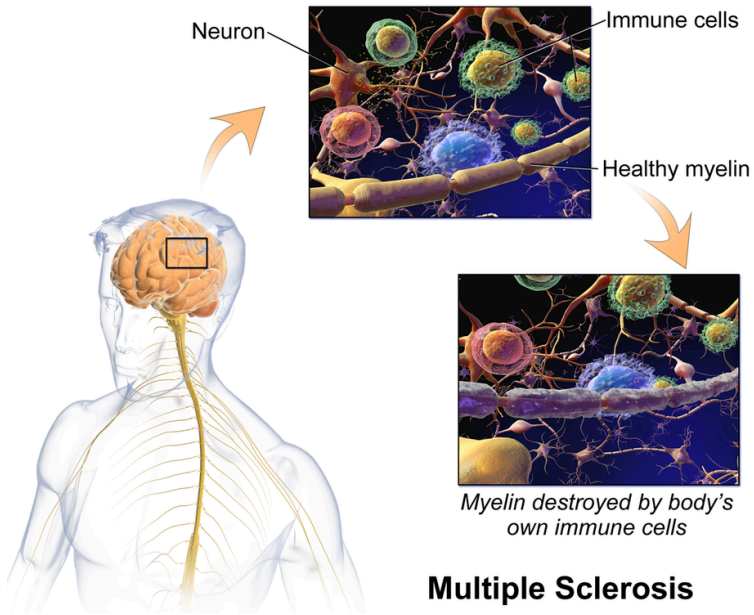 Neuron
Immune cells
Healthy myelin
Myelin destroyed by body’s
own immune cells
Multiple Sclerosis